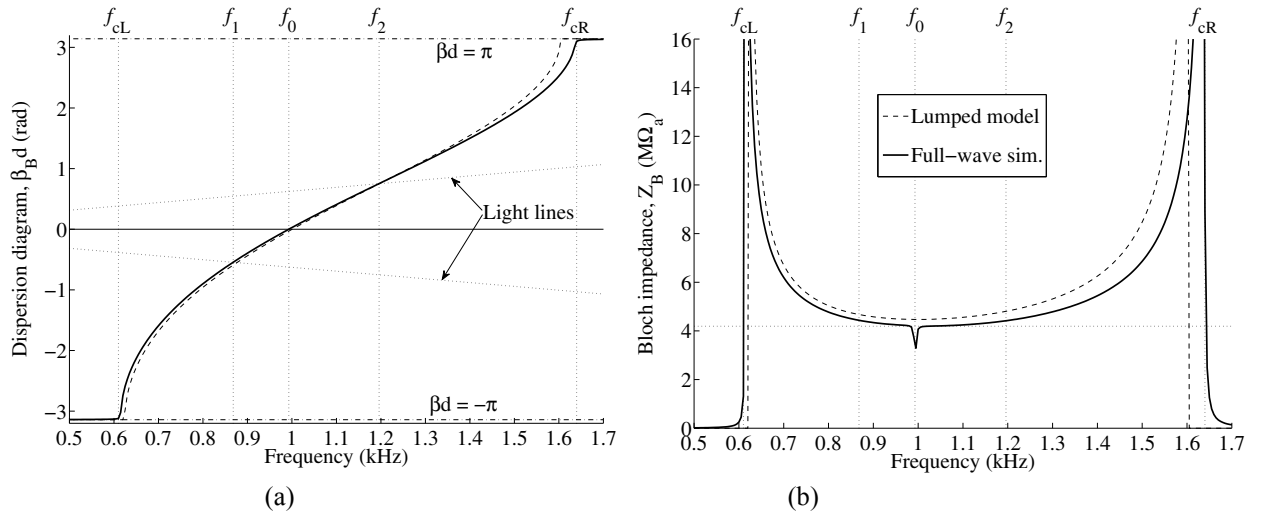 f_cL f_1 f_0 f_2 f_cR
βd = π
3
2
1
0
−1
−2
−3
Dispersion diagram, β_B d (rad)
Light lines
βd = −π
0.5 0.6 0.7 0.8 0.9 1 1.1 1.2 1.3 1.4 1.5 1.6 1.7
Frequency (kHz)
(a)
f_cL f_1 f_0 f_2 f_cR
16
14
12
10
8
6
4
2
0
Bloch impedance, Z_B (MΩ_a)
Lumped model
Full−wave sim.
0.5 0.6 0.7 0.8 0.9 1 1.1 1.2 1.3 1.4 1.5 1.6 1.7
Frequency (kHz)
(b)